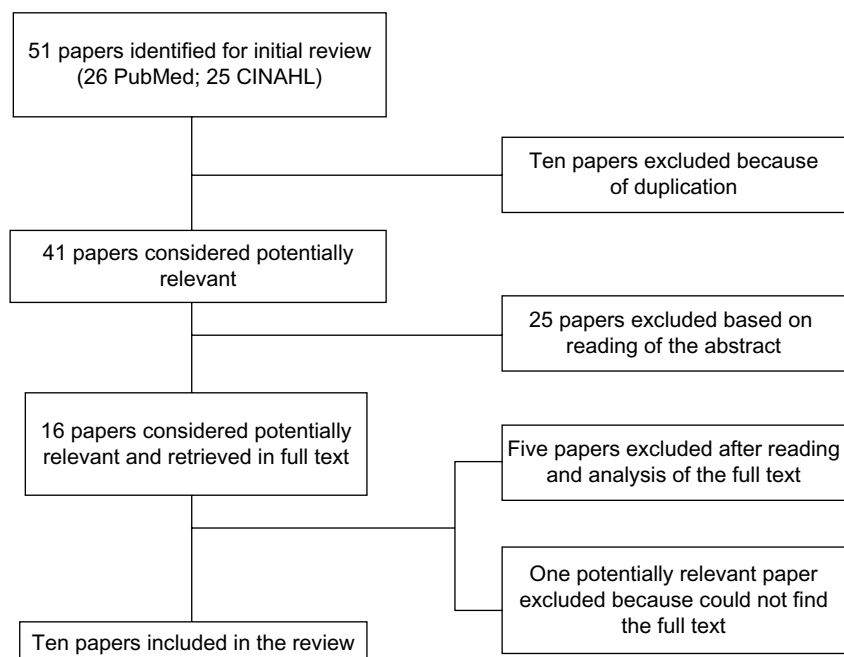 51 papers identified for initial review
(26 PubMed; 25 CINAHL)
Ten papers excluded because
of duplication
41 papers considered potentially
relevant
25 papers excluded based on
reading of the abstract
16 papers considered potentially
relevant and retrieved in full text
Five papers excluded after reading
and analysis of the full text
One potentially relevant paper
excluded because could not find
the full text
Ten papers included in the review